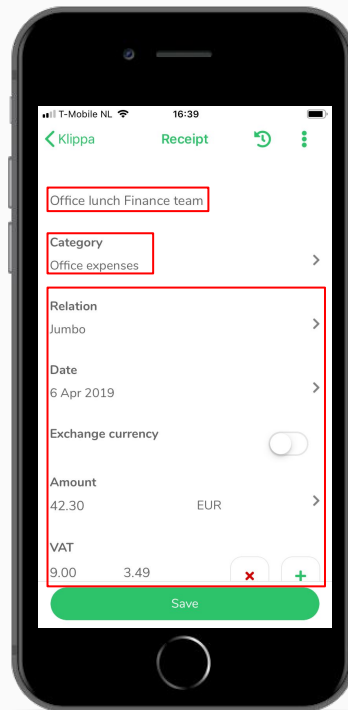 T-Mobile NL 16:39
Klippa Receipt
Office lunch Finance team
Category
Office expenses
Relation
Jumbo
Date
6 Apr 2019
Exchange currency
Amount
42.30 EUR
VAT
9.00 3.49
Save